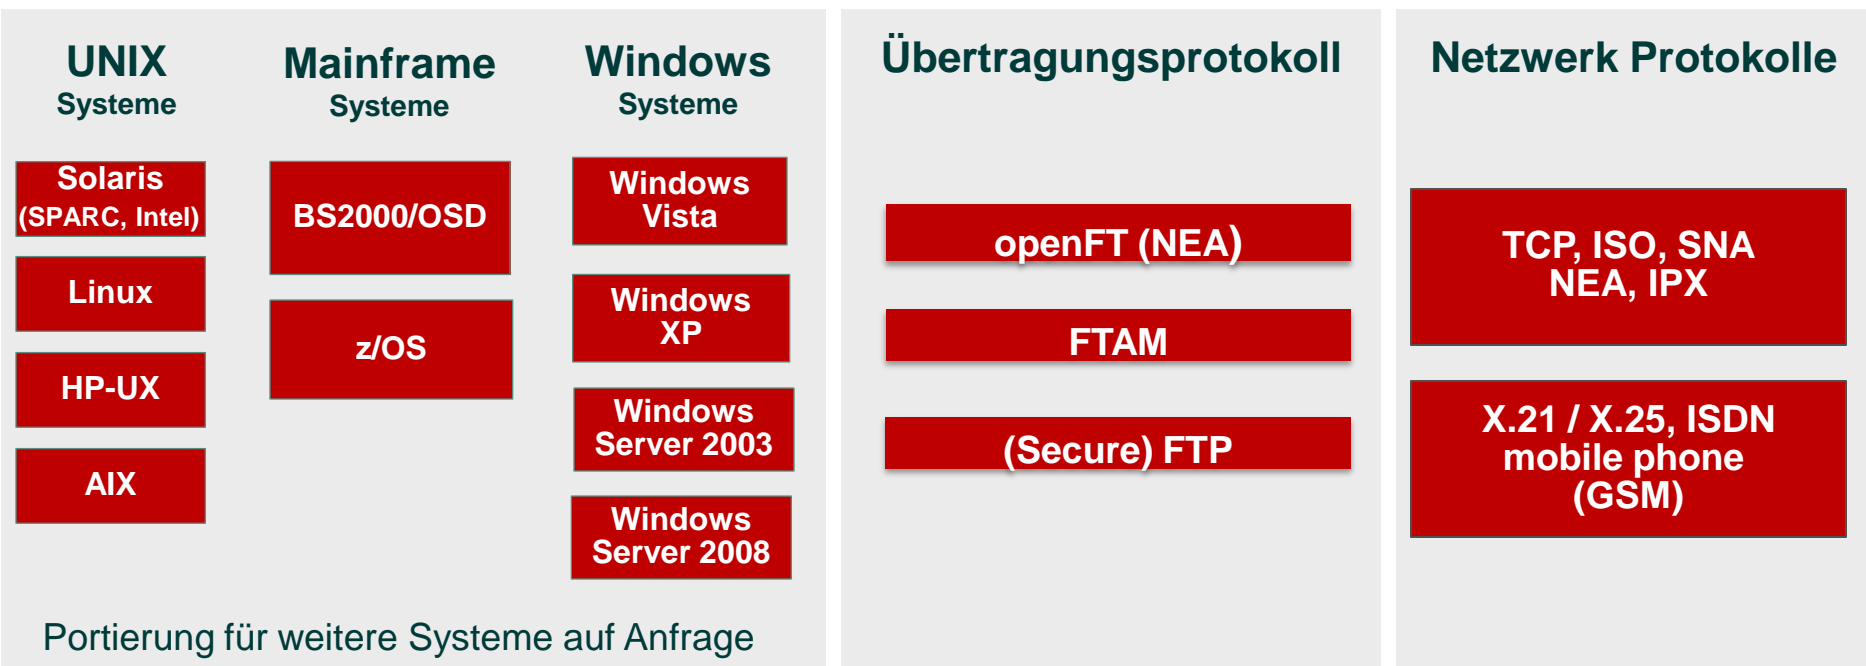 UNIX
Systeme
Solaris
(SPARC, Intel)
Linux
HP-UX
AIX
Mainframe
Systeme
BS2000/OSD
z/OS
Windows
Systeme
Windows
Vista
Windows
XP
Windows
Server 2003
Windows
Server 2008
Portierung für weitere Systeme auf Anfrage
Übertragungsprotokoll
openFT (NEA)
FTAM
(Secure) FTP
Netzwerk Protokolle
TCP, ISO, SNA
NEA, IPX
X.21 / X.25, ISDN
mobile phone
(GSM)